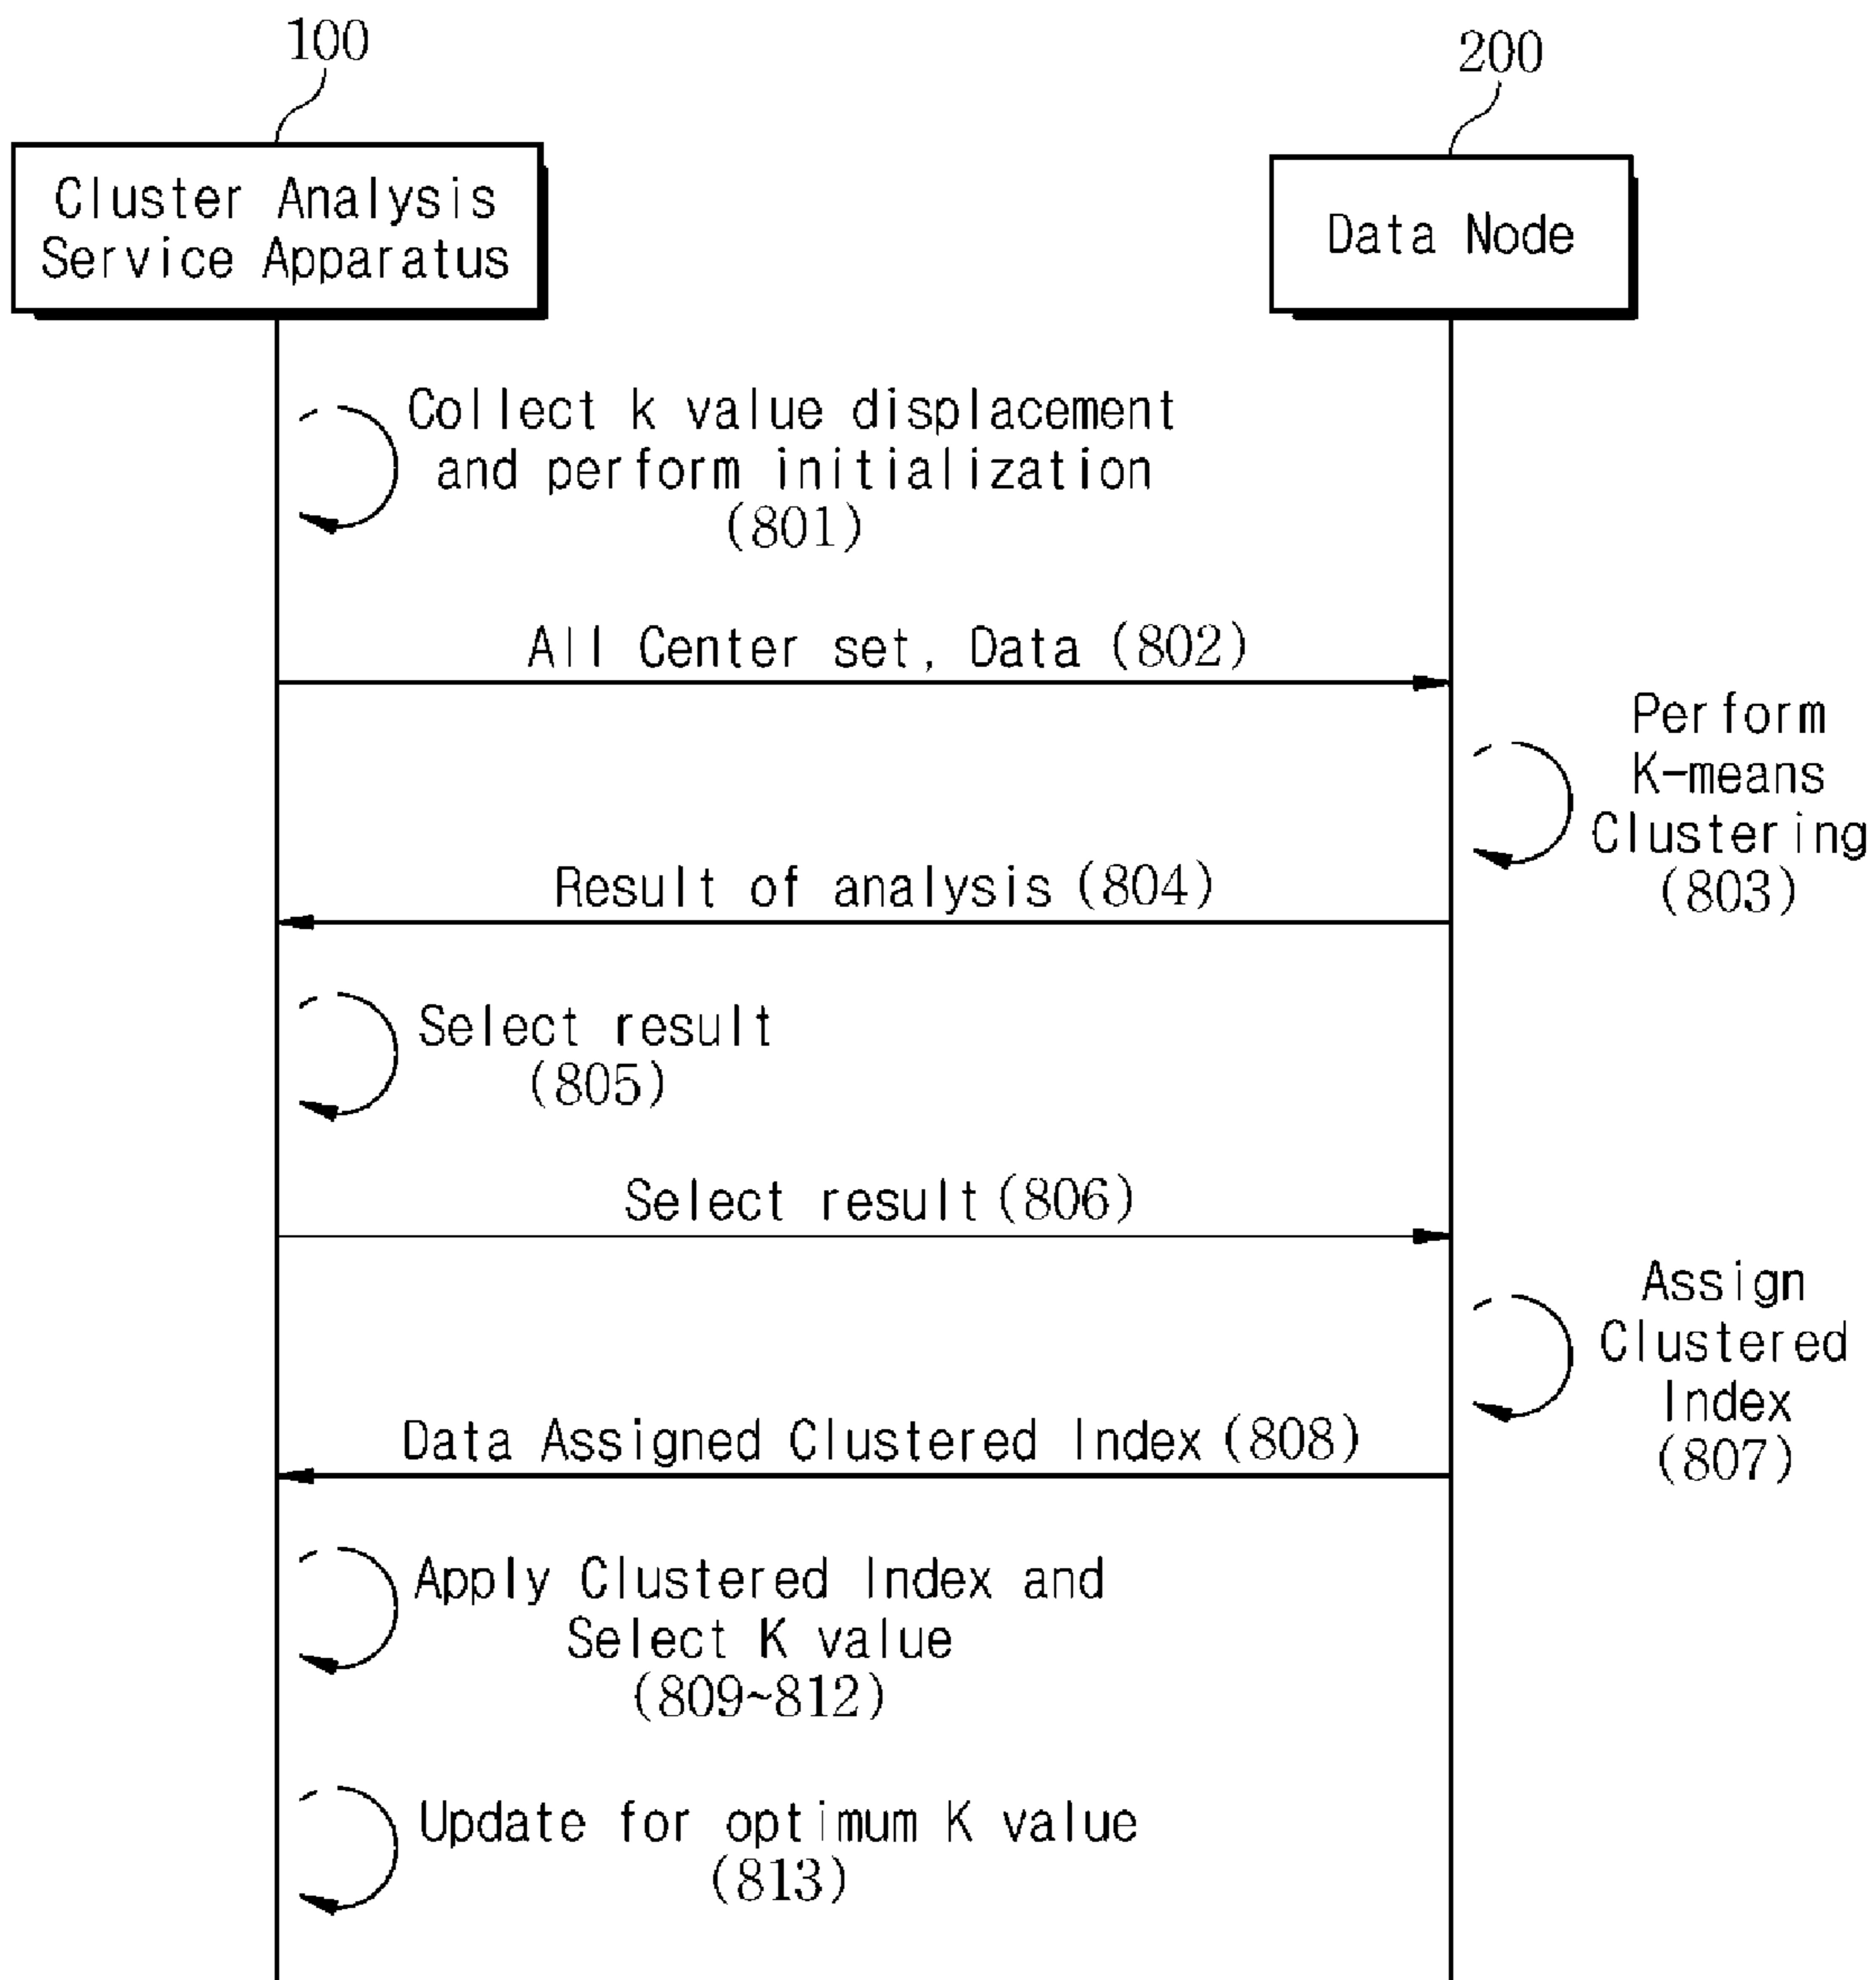 100
200
Cluster Analysis
Service Apparatus
Data Node
Collect k value displacement
and perform initialization
(801)
All Center set, Data (802)
Perform
K-means
Clustering
(803)
Result of analysis (804)
Select result
(805)
Select result (806)
Assign
Clustered
Index
(807)
Data Assigned Clustered Index (808)
Apply Clustered Index and
Select K value
(809~812)
Update for optimum K value
(813)